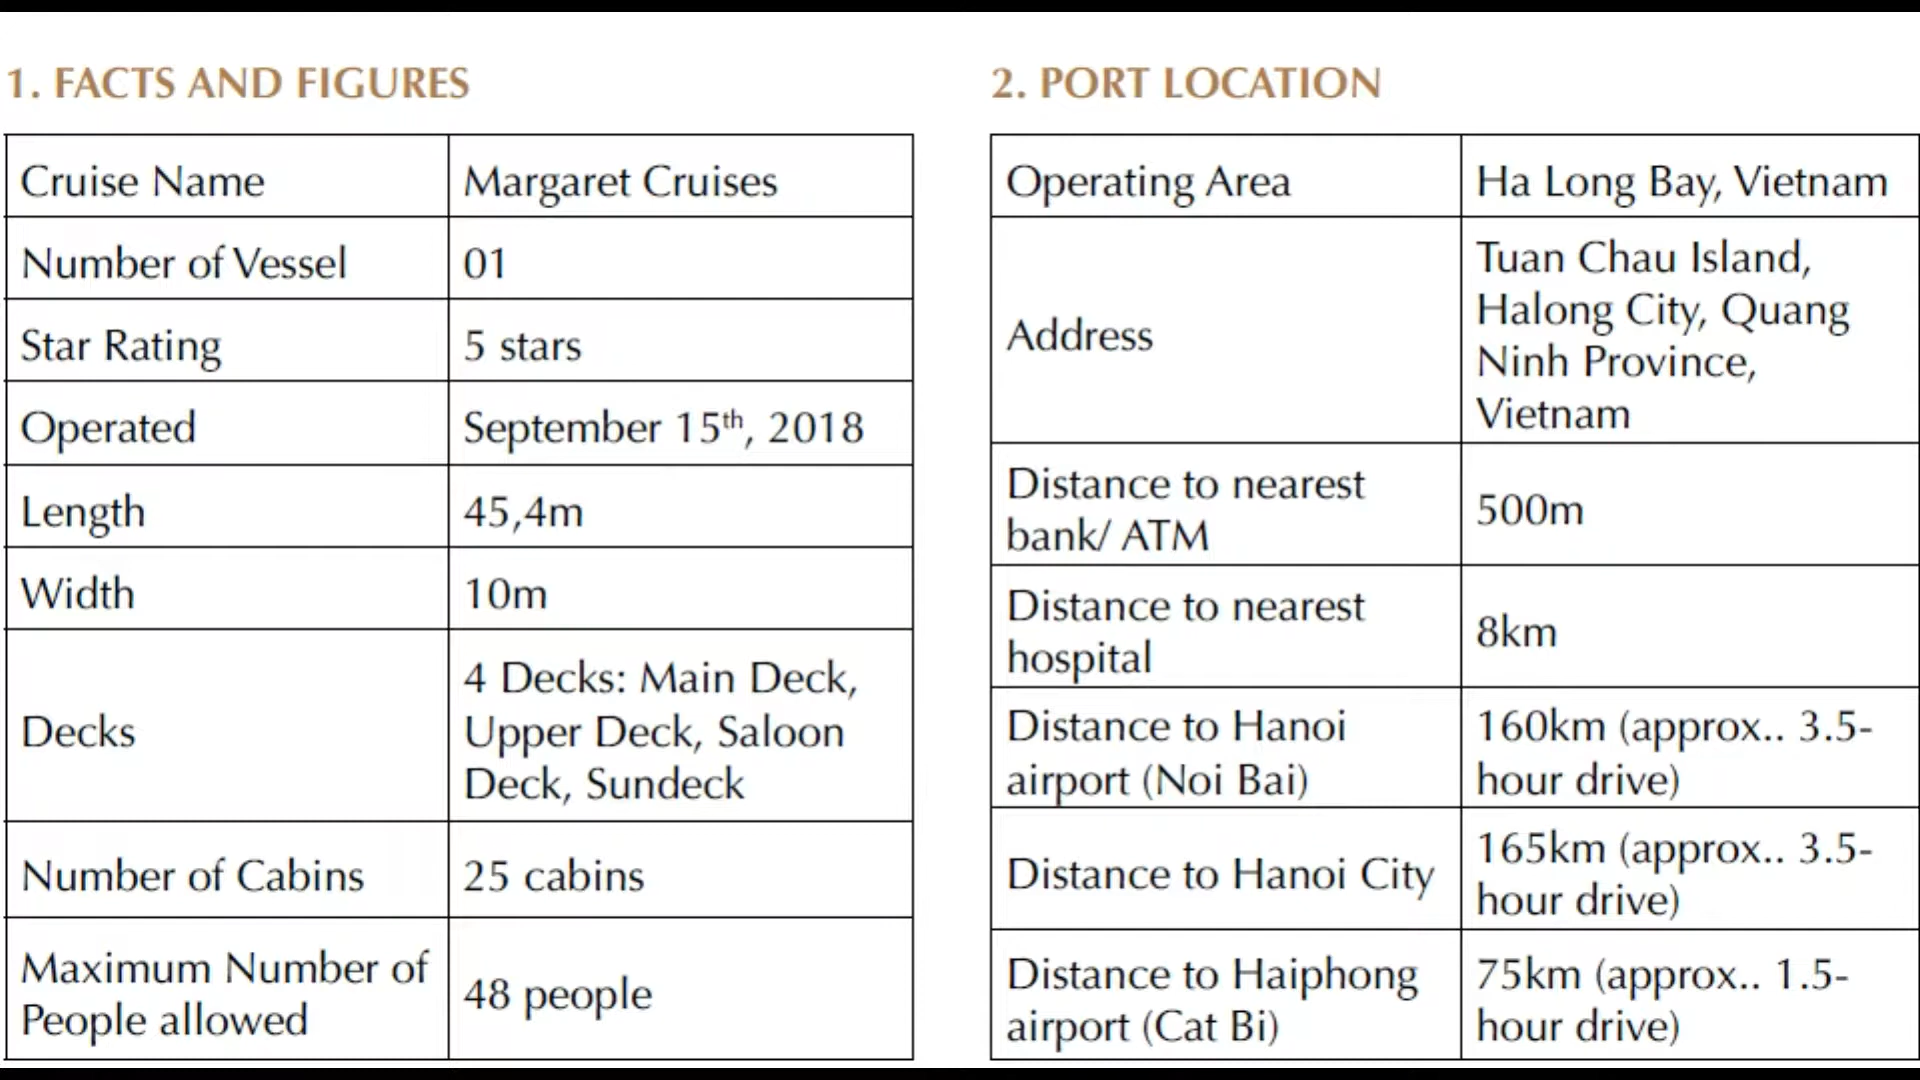 1. FACTS AND FIGURES
Cruise Name
Margaret Cruises
Number of Vessel
01
Star Rating
5 stars
Operated
September 15th, 2018
Length
45,4m
Width
10m
Decks
4 Decks: Main Deck,
Upper Deck, Saloon
Deck, Sundeck
Number of Cabins
25 cabins
Maximum Number of
People allowed
48 people
2. PORT LOCATION
Operating Area
Ha Long Bay, Vietnam
Address
Tuan Chau Island,
Halong City, Quang
Ninh Province,
Vietnam
Distance to nearest
bank/ ATM
500m
Distance to nearest
hospital
8km
Distance to Hanoi
airport (Noi Bai)
160km (approx.. 3.5-
hour drive)
Distance to Hanoi City
165km (approx.. 3.5-
hour drive)
Distance to Haiphong
airport (Cat Bi)
75km (approx.. 1.5-
hour drive)